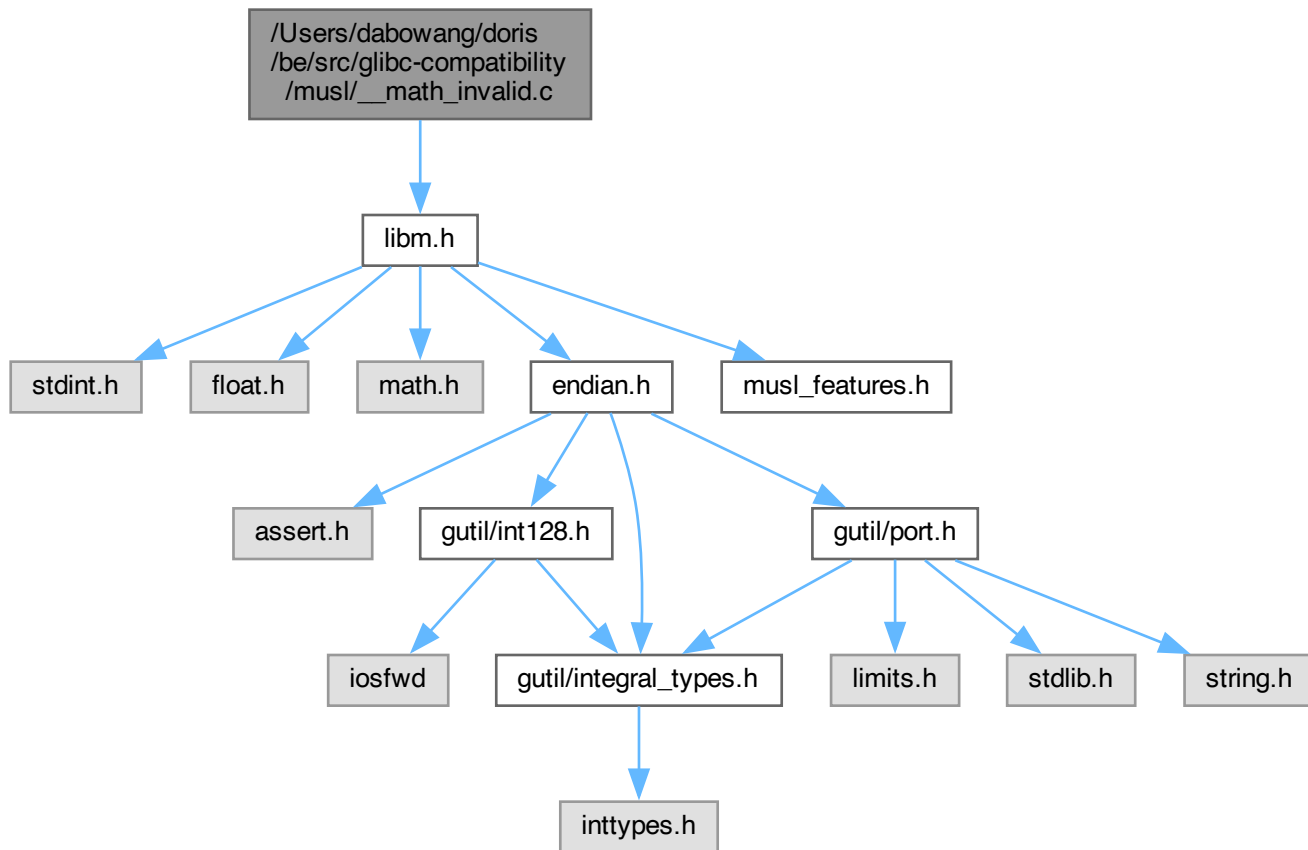 /Users/dabowang/doris
/be/src/glibc-compatibility
/musl/__math_invalid.c
libm.h
stdint.h
float.h
math.h
endian.h
musl_features.h
assert.h
gutil/int128.h
gutil/port.h
iosfwd
gutil/integral_types.h
limits.h
stdlib.h
string.h
inttypes.h